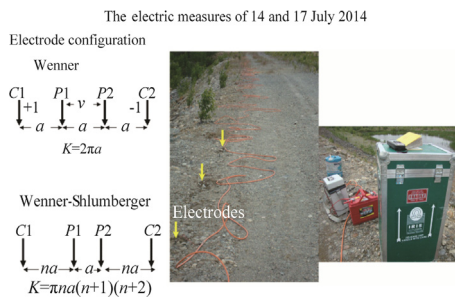 The electric measures of 14 and 17 July 2014
Electrode configuration
Wenner
C1 P1 P2 C2
+1 v -1
a a a
K=2πa
Wenner-Shlumberger
C1 P1 P2 C2
na a na
K=πna(n+1)(n+2)
Electrodes
IRIS